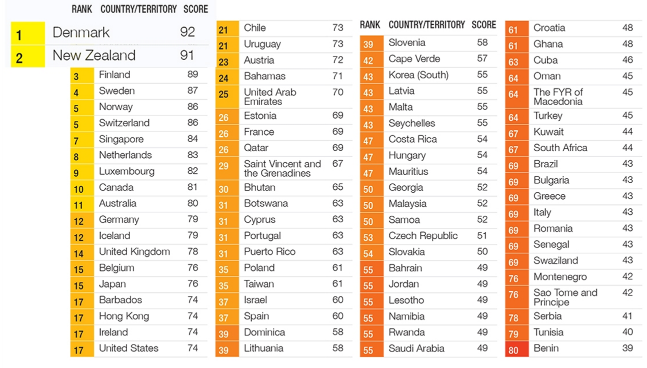 RANK COUNTRY/TERRITORY SCORE
1 Denmark 92
2 New Zealand 91
3 Finland 89
4 Sweden 87
5 Norway 86
5 Switzerland 86
7 Singapore 84
8 Netherlands 83
9 Luxembourg 82
10 Canada 81
11 Australia 80
12 Germany 79
12 Iceland 79
14 United Kingdom 78
15 Belgium 76
15 Japan 76
17 Barbados 74
17 Hong Kong 74
17 Ireland 74
17 United States 74
21 Chile 73
21 Uruguay 73
23 Austria 72
24 Bahamas 71
25 United Arab 70
Emirates
26 Estonia 69
26 France 69
26 Qatar 69
29 Saint Vincent and 67
the Grenadines
30 Bhutan 65
31 Botswana 63
31 Cyprus 63
31 Portugal 63
31 Puerto Rico 63
35 Poland 61
35 Taiwan 61
37 Israel 60
37 Spain 60
39 Dominica 58
39 Lithuania 58
RANK COUNTRY/TERRITORY SCORE
39 Slovenia 58
42 Cape Verde 57
43 Korea (South) 55
43 Latvia 55
43 Malta 55
43 Seychelles 55
47 Costa Rica 54
47 Hungary 54
47 Mauritius 54
50 Georgia 52
50 Malaysia 52
50 Samoa 52
53 Czech Republic 51
54 Slovakia 50
55 Bahrain 49
55 Jordan 49
55 Lesotho 49
55 Namibia 49
55 Rwanda 49
55 Saudi Arabia 49
61 Croatia 48
61 Ghana 48
63 Cuba 46
64 Oman 45
64 The FYR of 45
Macedonia
64 Turkey 45
67 Kuwait 44
67 South Africa 44
69 Brazil 43
69 Bulgaria 43
69 Greece 43
69 Italy 43
69 Romania 43
69 Senegal 43
69 Swaziland 43
76 Montenegro 42
76 Sao Tome and 42
Principe
78 Serbia 41
79 Tunisia 40
80 Benin 39